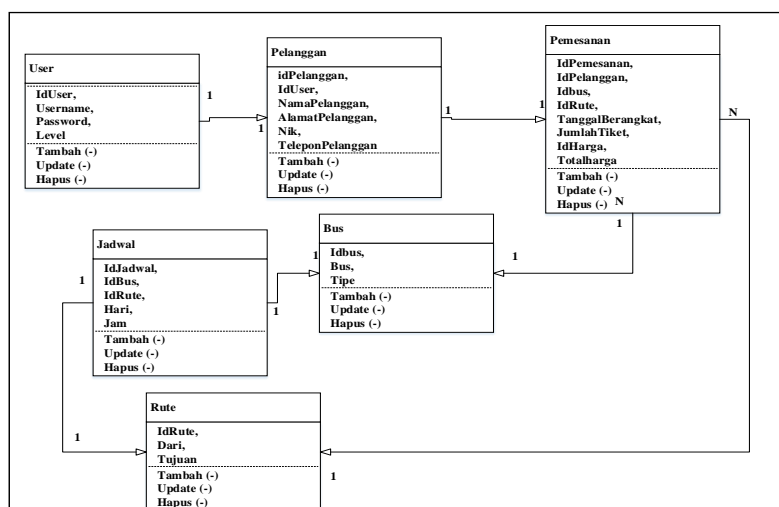 User
IdUser,
Username,
Password,
Level
Tambah (-)
Update (-)
Hapus (-)
1
1
Pelanggan
idPelanggan,
IdUser,
NamaPelanggan,
AlamatPelanggan,
Nik,
TeleponPelanggan
Tambah (-)
Update (-)
Hapus (-)
1
1
Pemesanan
IdPemesanan,
IdPelanggan,
Idbus,
IdRute,
TanggalBerangkat,
JumlahTiket,
IdHarga,
Totalharga
Tambah (-)
Update (-)
Hapus (-)
N
N
1
Jadwal
IdJadwal,
IdBus,
IdRute,
Hari,
Jam
Tambah (-)
Update (-)
Hapus (-)
1
1
1
Bus
Idbus,
Bus,
Tipe
Tambah (-)
Update (-)
Hapus (-)
1
Rute
IdRute,
Dari,
Tujuan
Tambah (-)
Update (-)
Hapus (-)
1
1